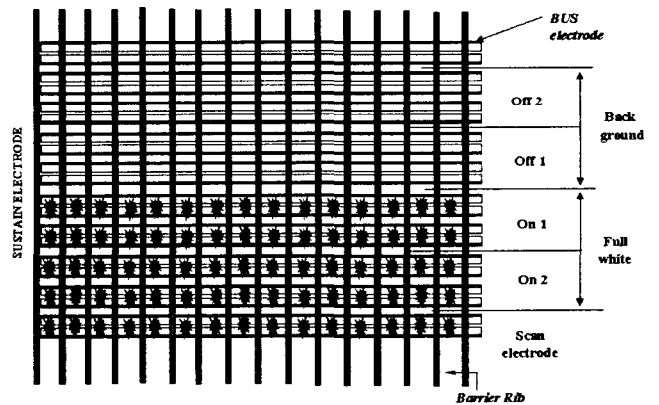 BUS
electrode
SUSTAIN ELECTRODE
Off 2
Back
ground
Off 1
On 1
Full
white
On 2
Scan
electrode
Barrier Rib